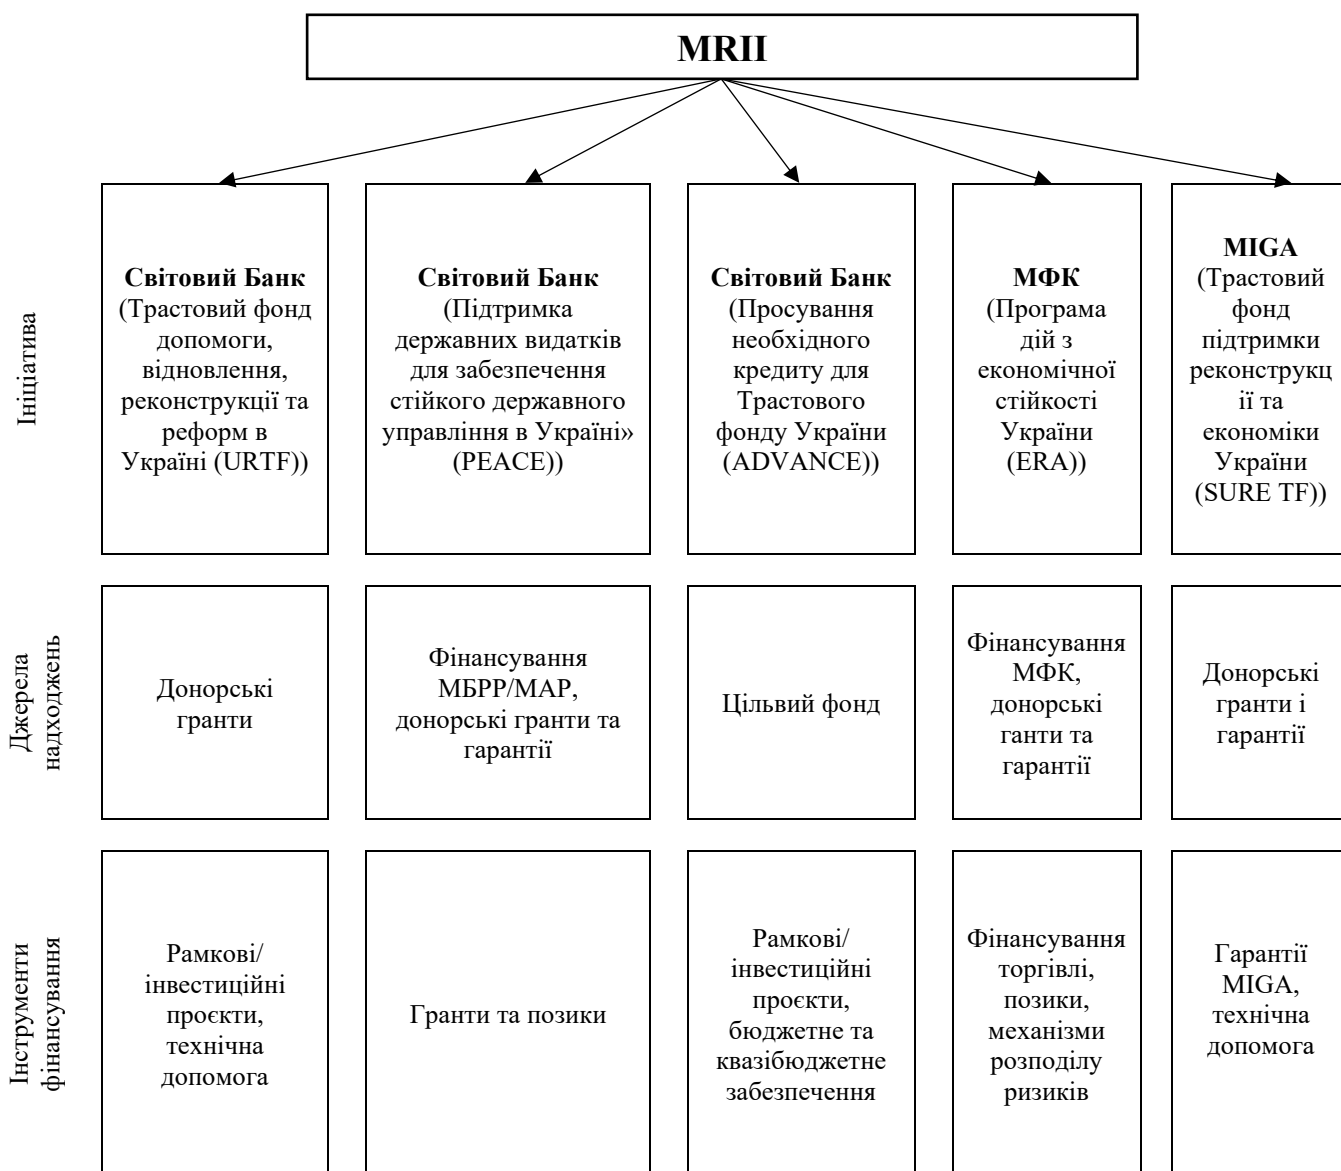 MRII
Ініціатива
Світовий Банк
(Трастовий фонд
допомоги,
відновлення,
реконструкції та
реформ в
Україні (URTF))
Світовий Банк
(Підтримка
державних видатків
для забезпечення
стійкого державного
управління в Україні»
(PEACE))
Світовий Банк
(Просування
необхідного
кредиту для
Трастового
фонду України
(ADVANCE))
МФК
(Програма
дій з
економічної
стійкості
України
(ERA))
MIGA
(Трастовий
фонд
підтримки
реконструкц
ії та
економіки
України
(SURE TF))
Джерела
надходжень
Донорські
гранти
Фінансування
МБРР/МАР,
донорські гранти та
гарантії
Цільвий фонд
Фінансування
МФК,
донорські
ганти та
гарантії
Донорські
гранти і
гарантії
Інструменти
фінансування
Рамкові/
інвестиційні
проєкти,
технічна
допомога
Гранти та позики
Рамкові/
інвестиційні
проєкти,
бюджетне та
квазібюджетне
забезпечення
Фінансування
торгівлі,
позики,
механізми
розподілу
ризиків
Гарантії
MIGA,
технічна
допомога